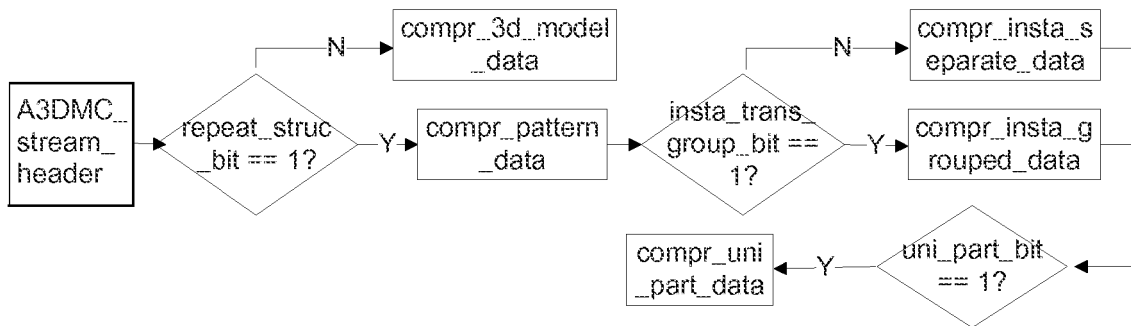 N
compr_3d_model
_data
N
compr_insta_s
eparate_data
A3DMC_
stream_
header
repeat_struc
_bit == 1?
Y
compr_pattern
_data
insta_trans_
group_bit ==
1?
Y
compr_insta_g
rouped_data
compr_uni
_part_data
Y
uni_part_bit
== 1?